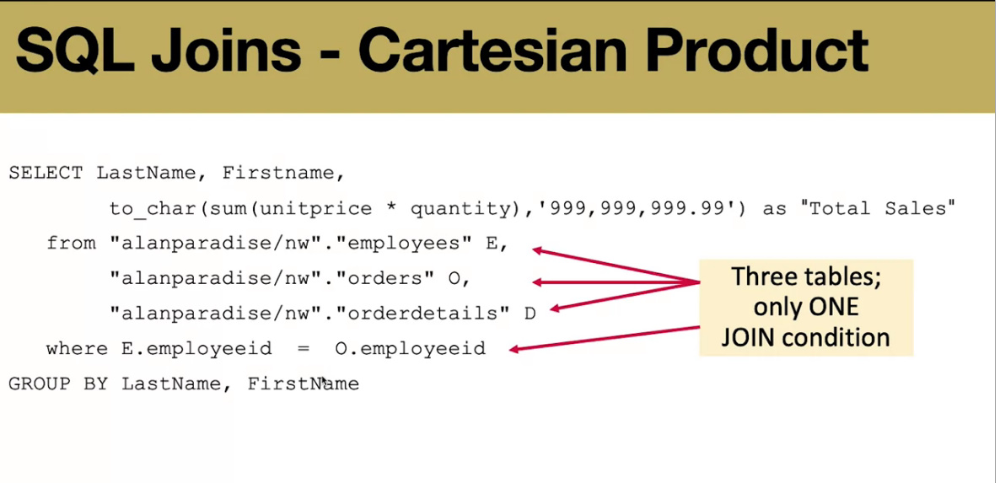 SQL Joins - Cartesian Product
SELECT LastName, Firstname,
to_char(sum(unitprice * quantity),'999,999,999.99') as "Total Sales"
from "alanparadise/nw"."employees" E,
"alanparadise/nw"."orders" O,
"alanparadise/nw"."orderdetails" D
where E.employeeid = O.employeeid
GROUP BY LastName, FirstName
Three tables;
only ONE
JOIN condition